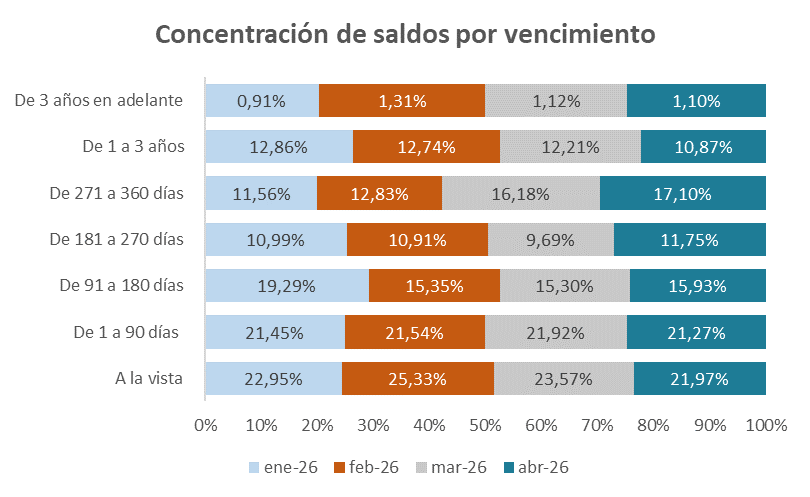 Concentración de saldos por vencimiento
De 3 años en adelante 0,91% 1,31% 1,12% 1,10%
De 1 a 3 años 12,86% 12,74% 12,21% 10,87%
De 271 a 360 días 11,56% 12,83% 16,18% 17,10%
De 181 a 270 días 10,99% 10,91% 9,69% 11,75%
De 91 a 180 días 19,29% 15,35% 15,30% 15,93%
De 1 a 90 días 21,45% 21,54% 21,92% 21,27%
A la vista 22,95% 25,33% 23,57% 21,97%
0% 10% 20% 30% 40% 50% 60% 70% 80% 90% 100%
ene-26 feb-26 mar-26 abr-26